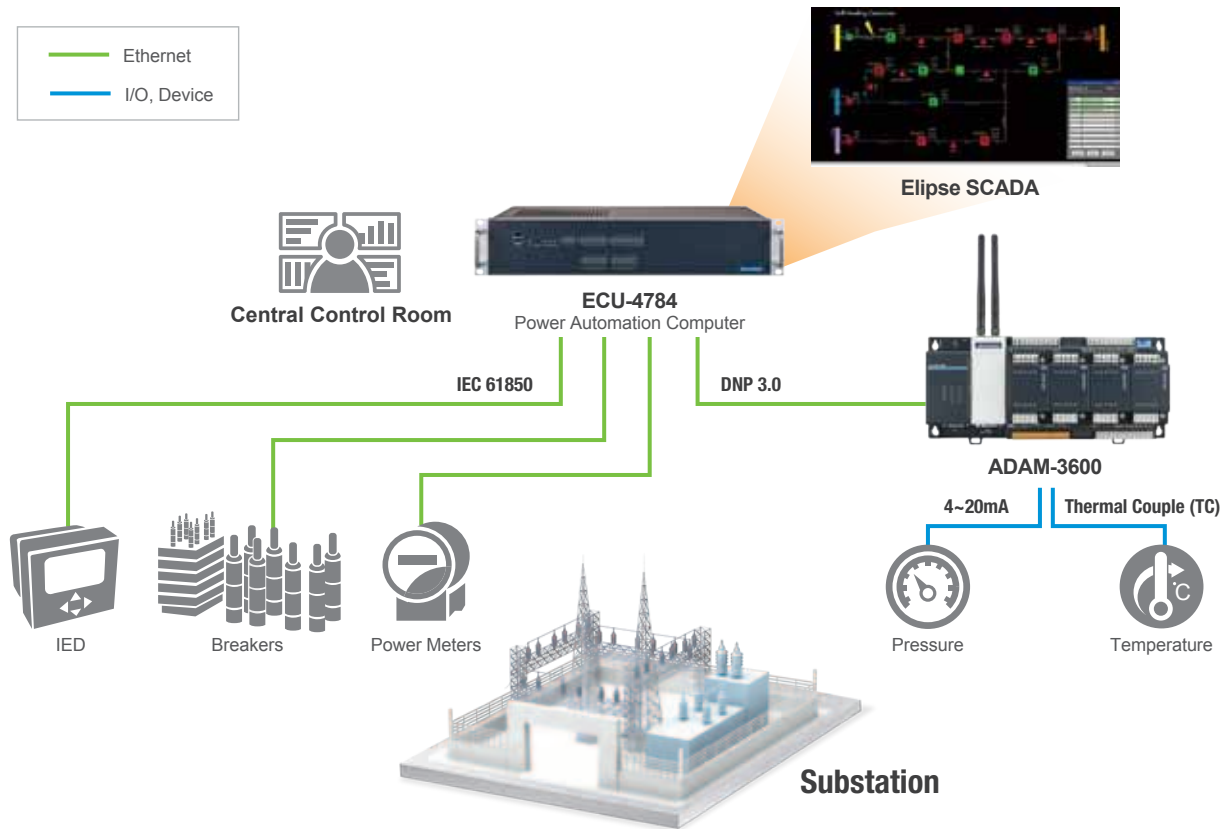 Ethernet
I/O, Device
Elipse SCADA
Central Control Room
ECU-4784
Power Automation Computer
IEC 61850
DNP 3.0
ADAM-3600
4~20mA
Thermal Couple (TC)
°C
IED
Breakers
Power Meters
Pressure
Temperature
Substation